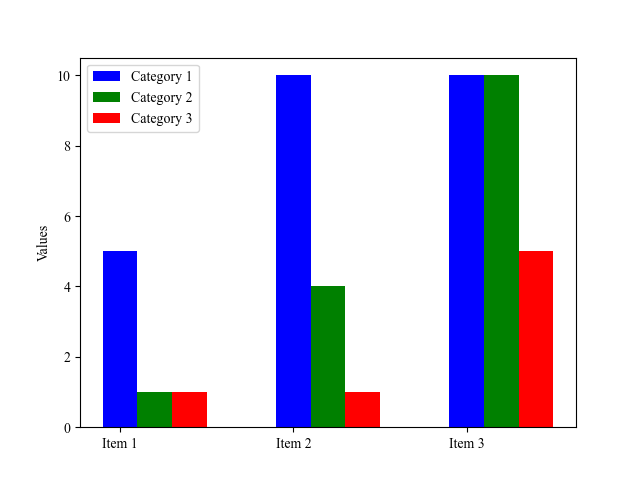 10
8
6
4
2
0
Values
Category 1
Category 2
Category 3
Item 1
Item 2
Item 3